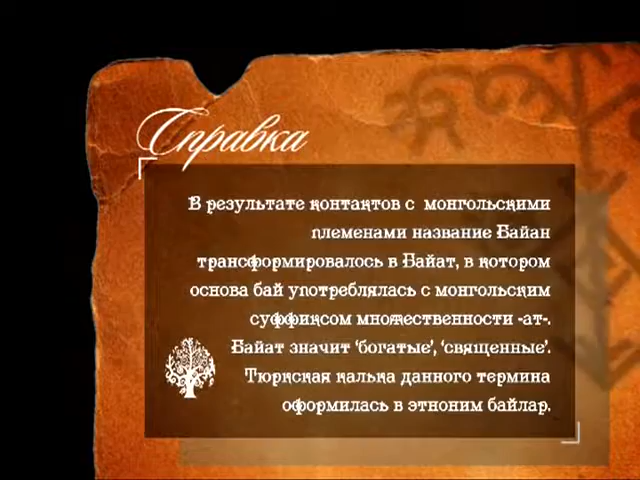 Справка
В результате контактов с монгольскими
племенами название Байан
трансформировалось в Байат, в котором
основа бай употреблялась с монгольским
суффиксом множественности -ат-.
Байат значит ‘богатые’, ‘священные’.
Тюркская калька данного термина
оформилась в этноним байлар.